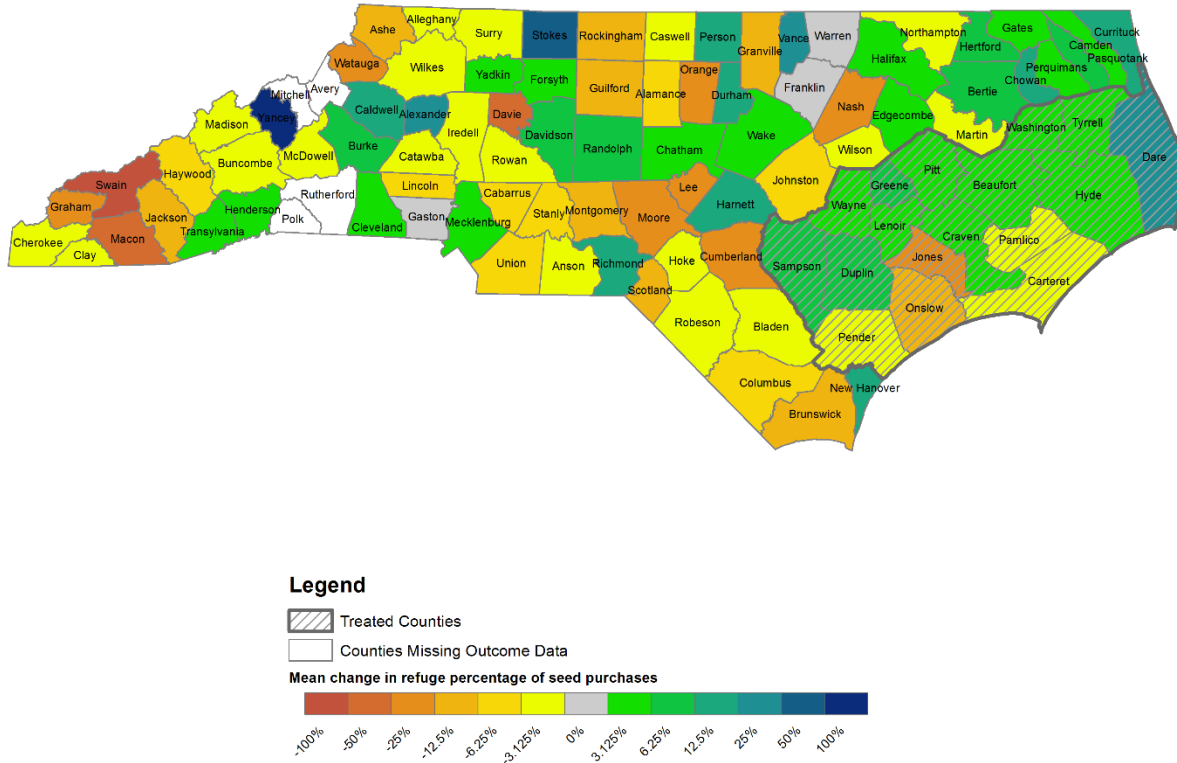 Ashe
Alleghany
Surry
Stokes
Rockingham
Caswell
Person
Granville
Vance
Warren
Northampton
Gates
Currituck
Camden
Hertford
Pasquotank
Watauga
Wilkes
Yadkin
Forsyth
Guilford
Alamance
Orange
Durham
Franklin
Halifax
Perquimans
Chowan
Bertie
Mitchell
Avery
Yancey
Caldwell
Alexander
Iredell
Davie
Davidson
Randolph
Chatham
Wake
Nash
Edgecombe
Martin
Washington
Tyrrell
Dare
Madison
Buncombe
McDowell
Burke
Catawba
Rowan
Wilson
Pitt
Beaufort
Hyde
Swain
Haywood
Graham
Jackson
Henderson
Transylvania
Rutherford
Polk
Cleveland
Lincoln
Gaston
Mecklenburg
Cabarrus
Stanly
Montgomery
Moore
Lee
Harnett
Johnston
Wayne
Greene
Lenoir
Craven
Pamlico
Cherokee
Clay
Macon
Union
Anson
Richmond
Scotland
Hoke
Cumberland
Sampson
Duplin
Jones
Onslow
Carteret
Robeson
Bladen
Pender
Columbus
Brunswick
New Hanover
Legend
Treated Counties
Counties Missing Outcome Data
Mean change in refuge percentage of seed purchases
-100% -50% -25% -12.5% -6.25% -3.125% 0% 3.125% 6.25% 12.5% 25% 50% 100%